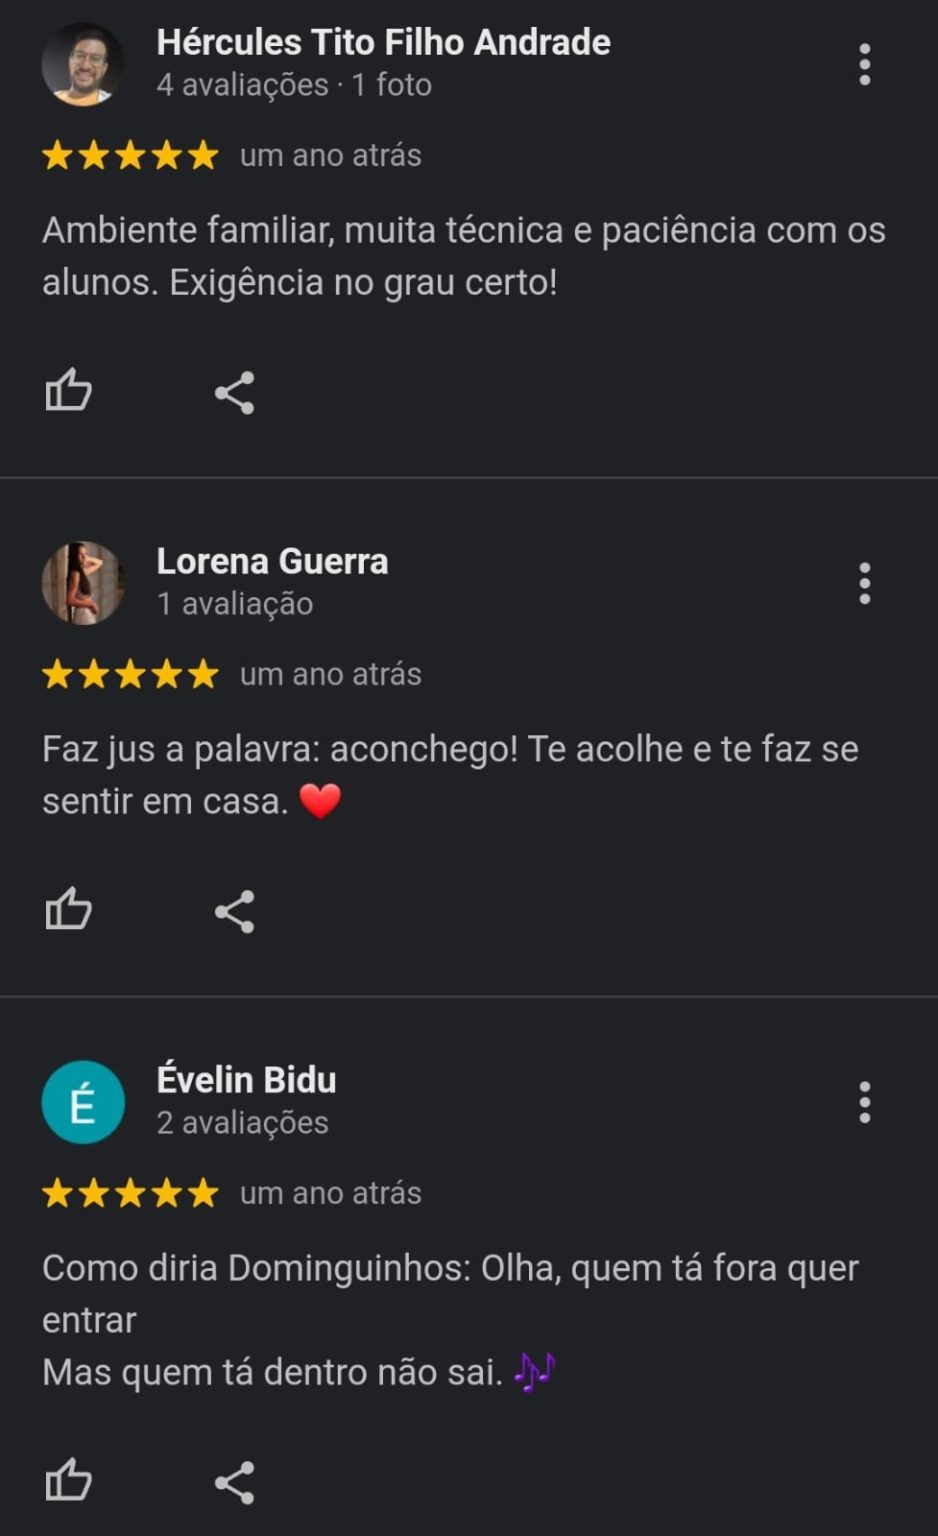 Hércules Tito Filho Andrade
4 avaliações · 1 foto
um ano atrás
Ambiente familiar, muita técnica e paciência com os
alunos. Exigência no grau certo!
Lorena Guerra
1 avaliação
um ano atrás
Faz jus a palavra: aconchego! Te acolhe e te faz se
sentir em casa. ❤️
É
Évelin Bidu
2 avaliações
um ano atrás
Como diria Dominguinhos: Olha, quem tá fora quer
entrar
Mas quem tá dentro não sai. 🎶